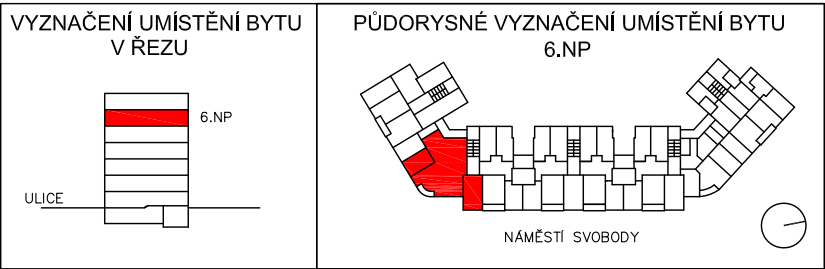 VYZNAČENÍ UMÍSTĚNÍ BYTU
V ŘEZU
6.NP
ULICE
PŮDORYSNÉ VYZNAČENÍ UMÍSTĚNÍ BYTU
6.NP
NÁMĚSTÍ SVOBODY